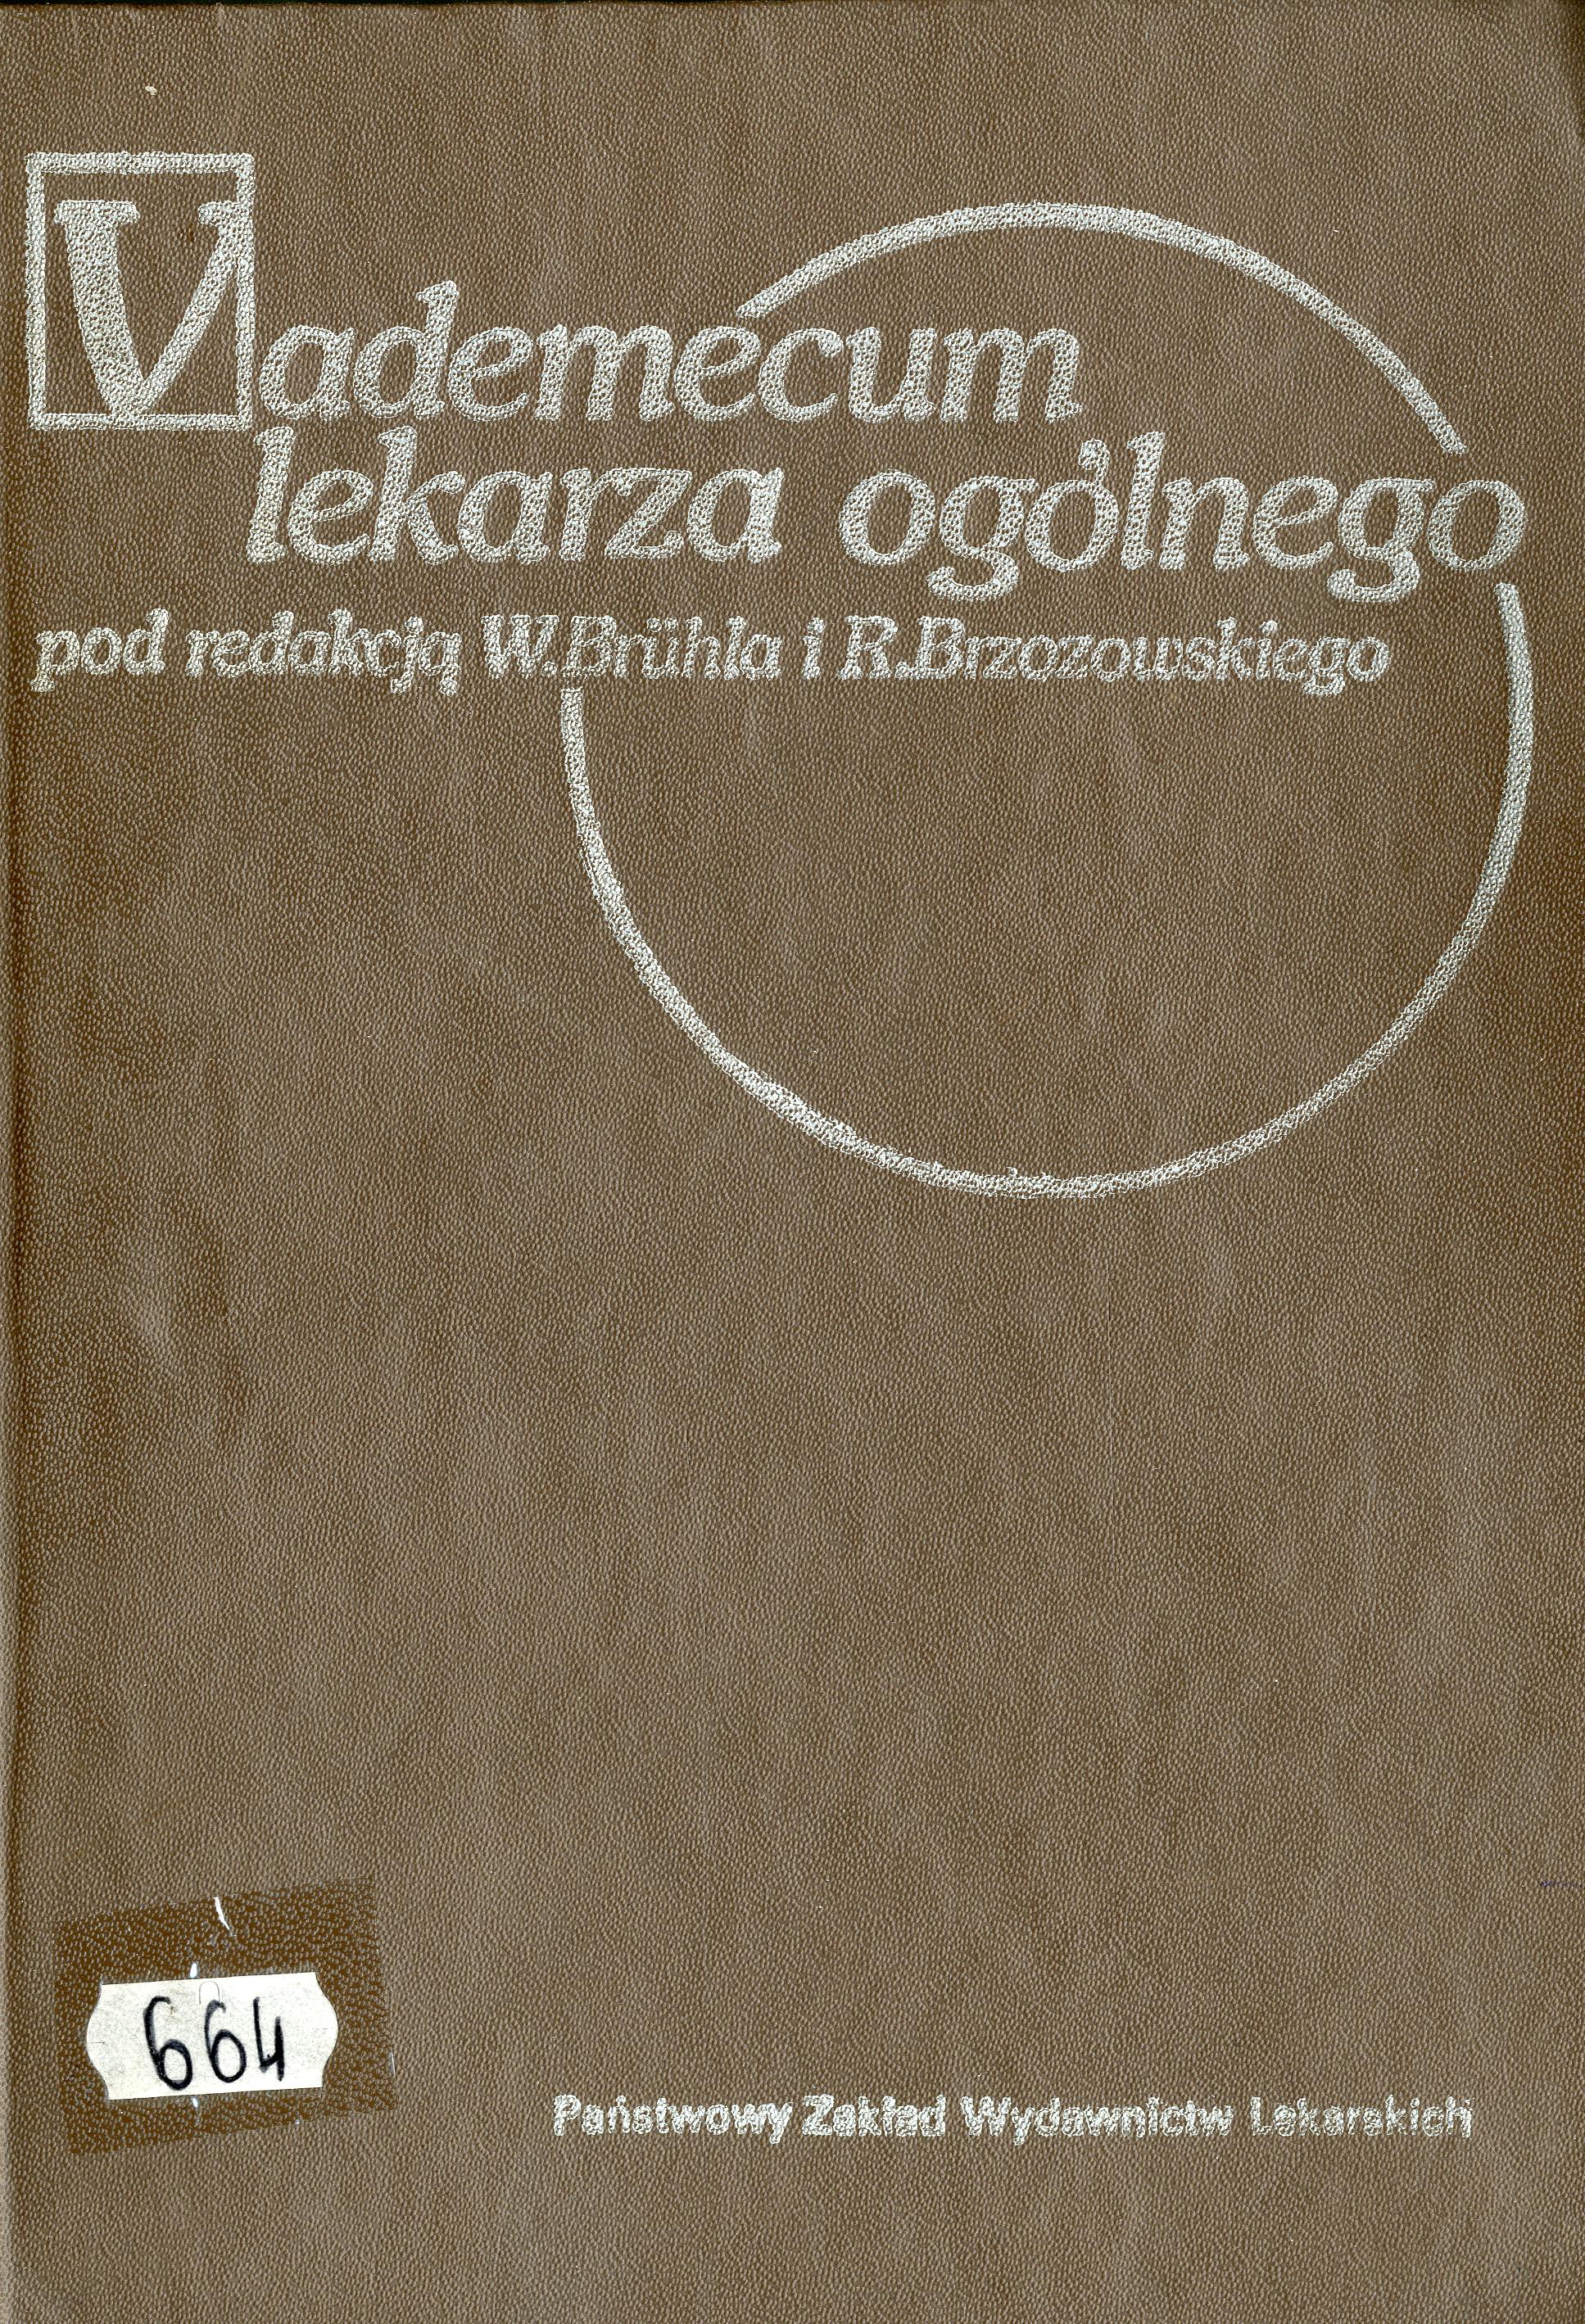 Vademecum
lekarza ogólnego
pod redakcją W.Brühla i R.Brzozowskiego
664
Państwowy Zakład Wydawnictw Lekarskich